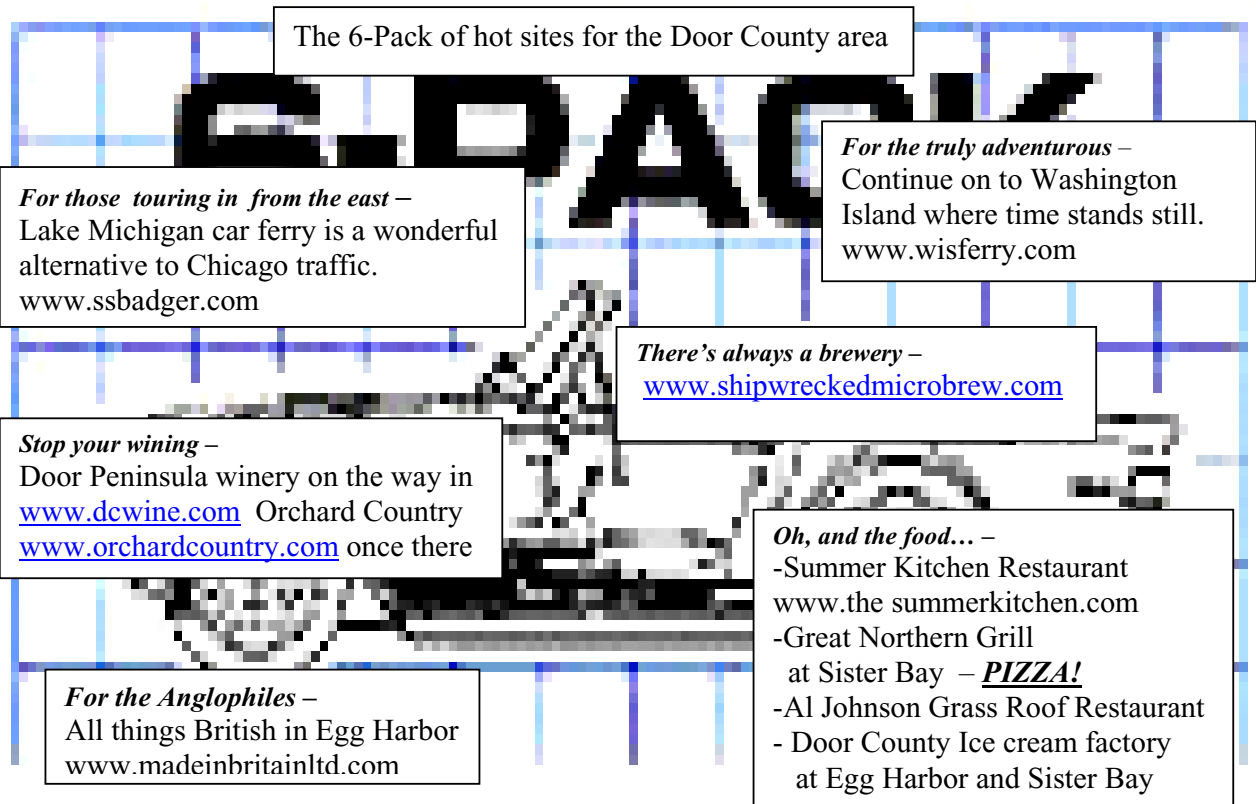 The 6-Pack of hot sites for the Door County area
6-PACK
For those touring in from the east –
Lake Michigan car ferry is a wonderful
alternative to Chicago traffic.
www.ssbadger.com
For the truly adventurous –
Continue on to Washington
Island where time stands still.
www.wisferry.com
There's always a brewery –
www.shipwreckedmicrobrew.com
Stop your wining –
Door Peninsula winery on the way in
www.dcwine.com Orchard Country
www.orchardcountry.com once there
Oh, and the food… –
-Summer Kitchen Restaurant
www.the summerkitchen.com
-Great Northern Grill
at Sister Bay – PIZZA!
-Al Johnson Grass Roof Restaurant
- Door County Ice cream factory
at Egg Harbor and Sister Bay
For the Anglophiles –
All things British in Egg Harbor
www.madeinbritainltd.com